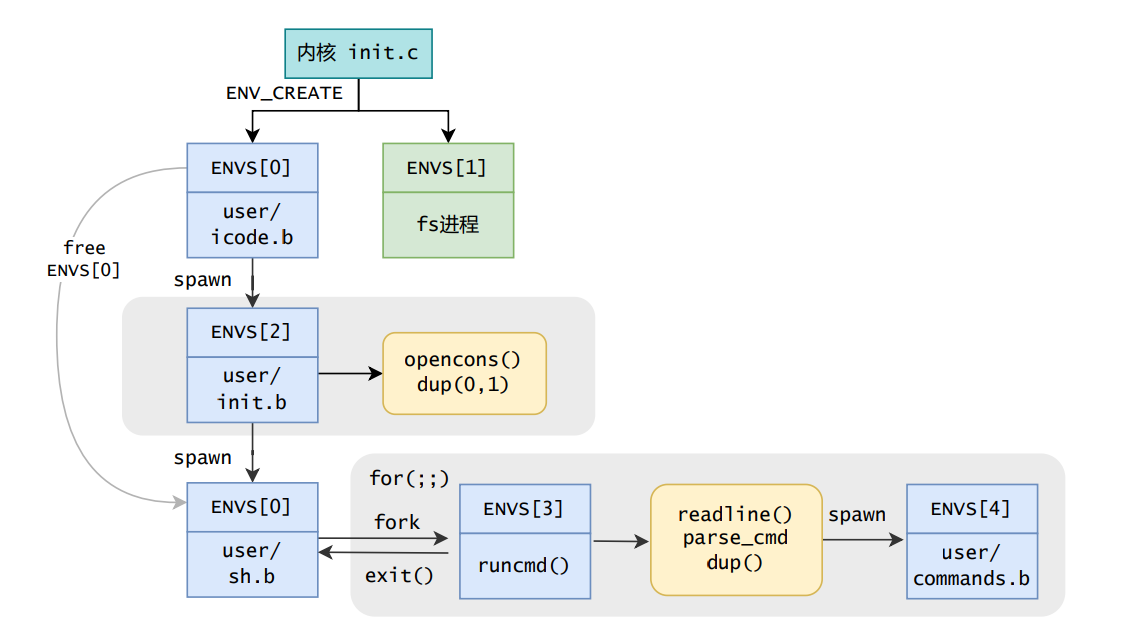 内核 init.c
ENV_CREATE
ENVS[0]
user/
icode.b
ENVS[1]
fs进程
free
ENVS[0]
spawn
ENVS[2]
user/
init.b
opencons()
dup(0,1)
spawn
ENVS[0]
user/
sh.b
for(;;)
fork
exit()
ENVS[3]
runcmd()
readline()
parse_cmd
dup()
spawn
ENVS[4]
user/
commands.b